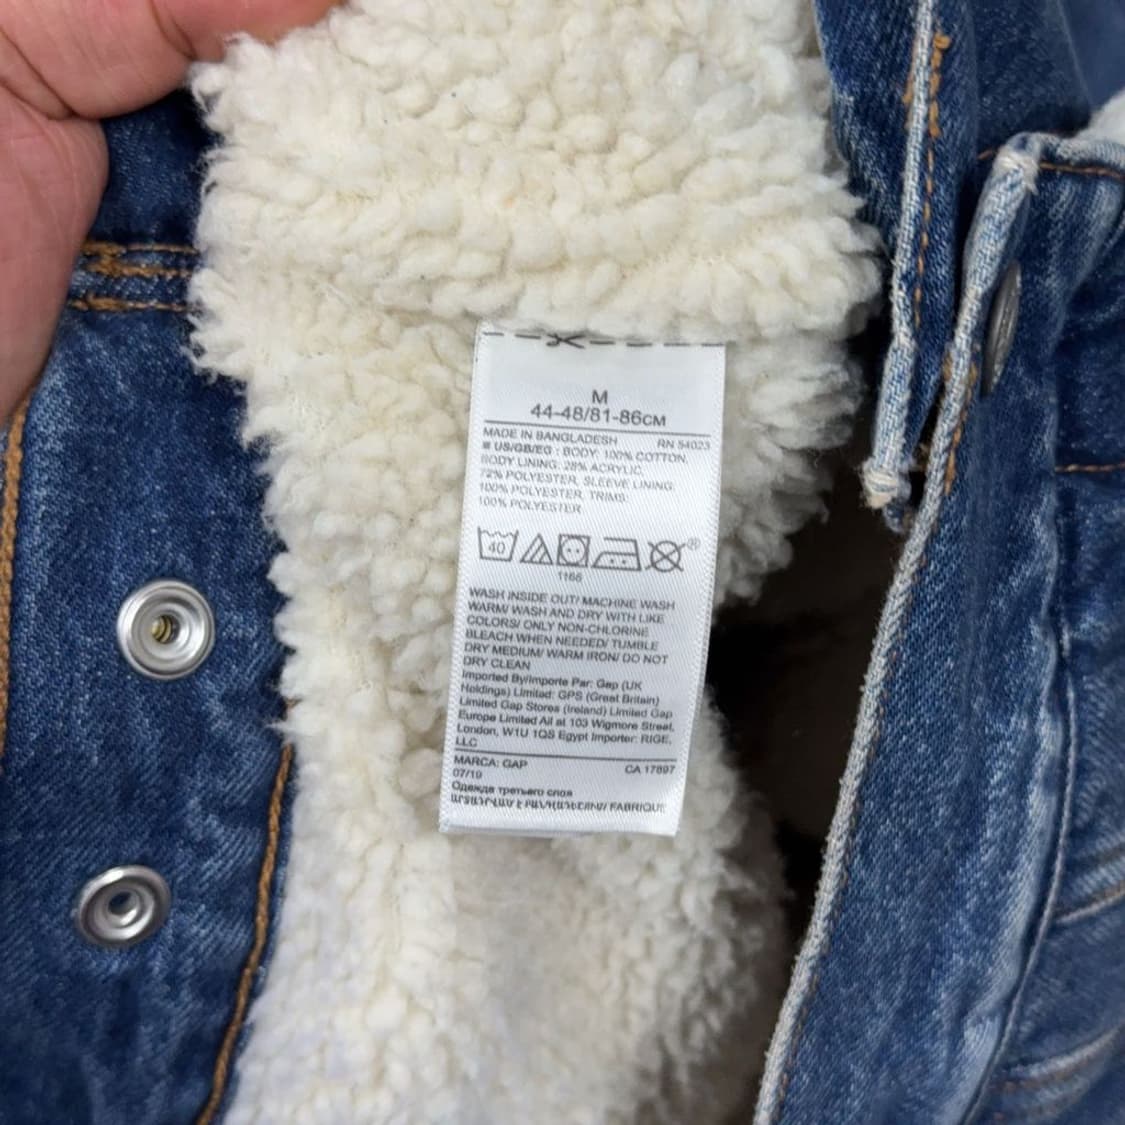 M
44-48/81-86CM
MADE IN BANGLADESH RN 54023
US/GB/EG : BODY: 100% COTTON,
BODY LINING: 28% ACRYLIC,
72% POLYESTER, SLEEVE LINING:
100% POLYESTER, TRIMS:
100% POLYESTER
40
1166
WASH INSIDE OUT/ MACHINE WASH
WARM/ WASH AND DRY WITH LIKE
COLORS/ ONLY NON-CHLORINE
BLEACH WHEN NEEDED/ TUMBLE
DRY MEDIUM/ WARM IRON/ DO NOT
DRY CLEAN
Imported By/Importe Par: Gap (UK
Holdings) Limited: GPS (Great Britain)
Limited Gap Stores (Ireland) Limited Gap
Europe Limited All at 103 Wigmore Street,
London, W1U 1QS Egypt Importer: RIGE,
LLC
MARCA: GAP CA 17897
07/19
Одежда третьего слоя
FABRIQUE